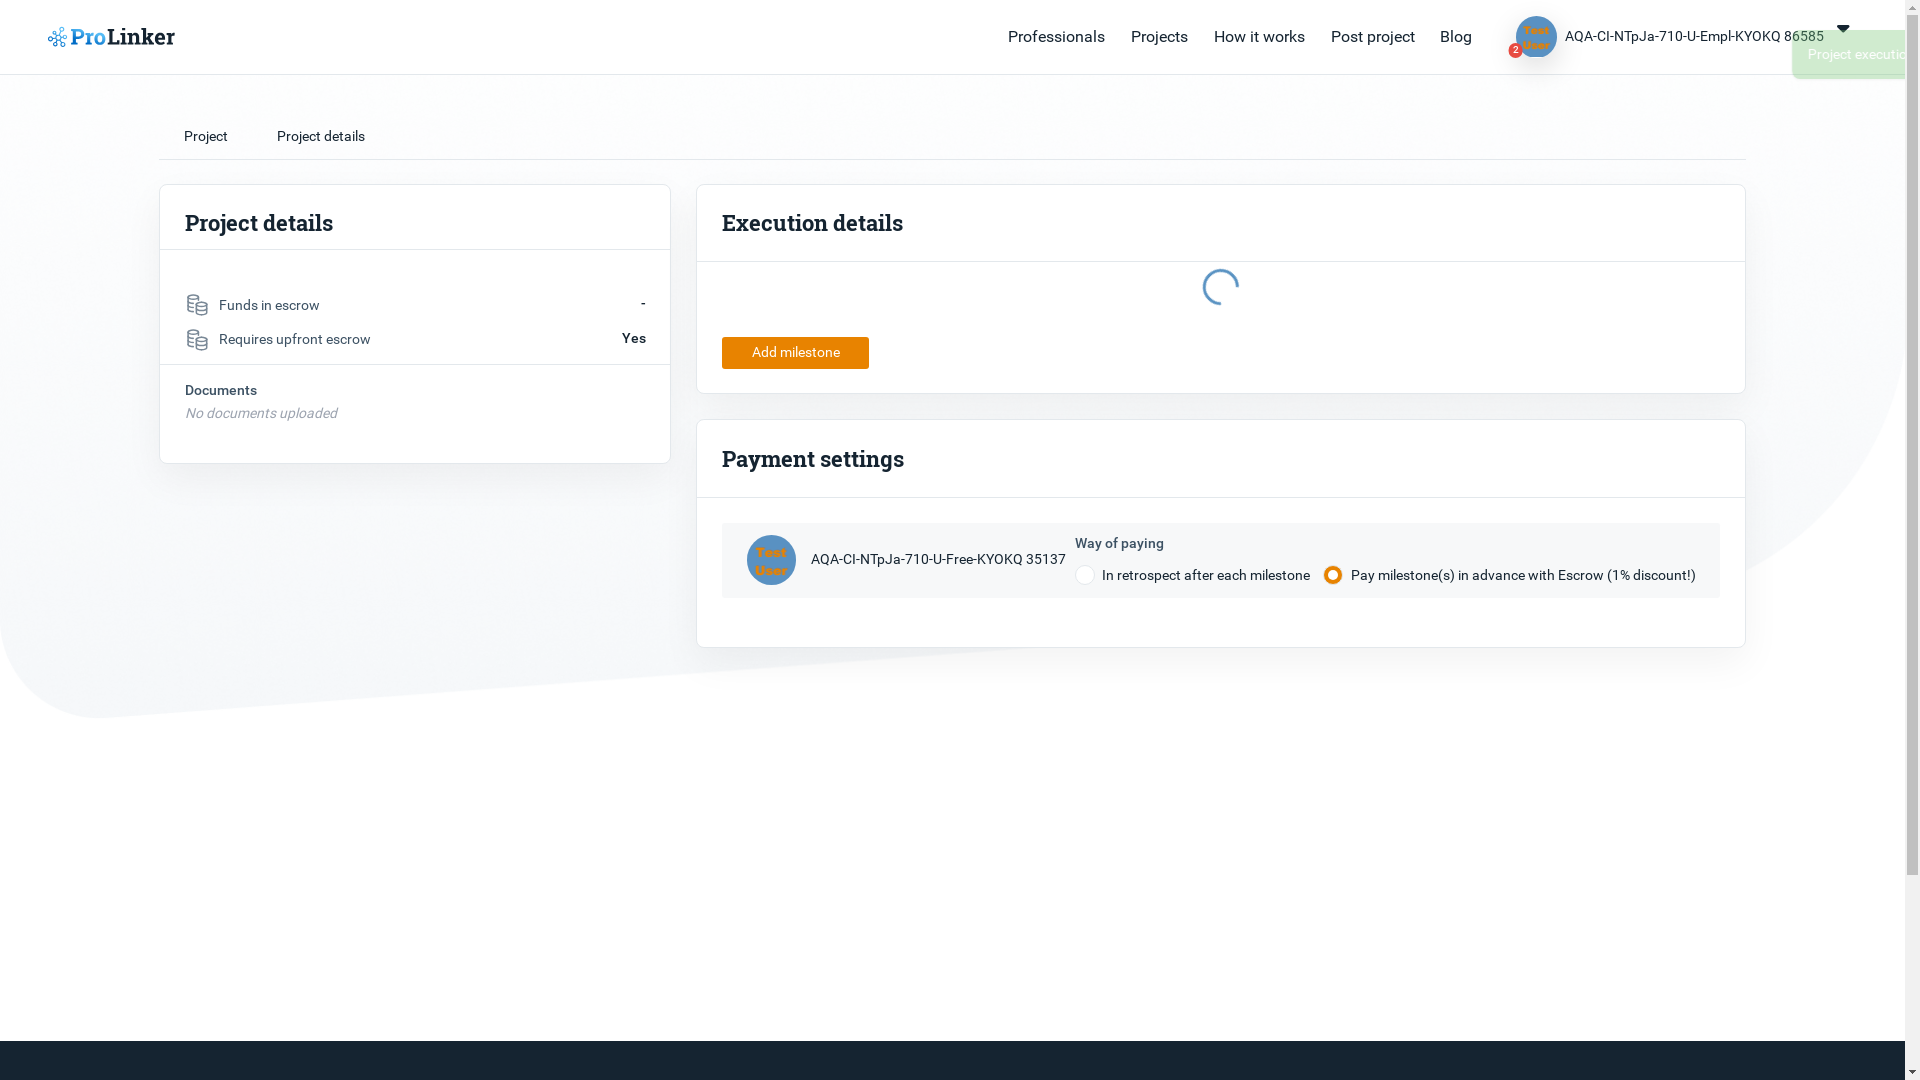 ProLinker
Professionals
Projects
How it works
Post project
Blog
Test
User
2
AQA-CI-NTpJa-710-U-Empl-KYOKQ 86585
Project
Project details
Project details
Funds in escrow
-
Requires upfront escrow
Yes
Documents
No documents uploaded
Execution details
Add milestone
Payment settings
Test
User
AQA-CI-NTpJa-710-U-Free-KYOKQ 35137
Way of paying
In retrospect after each milestone
Pay milestone(s) in advance with Escrow (1% discount!)